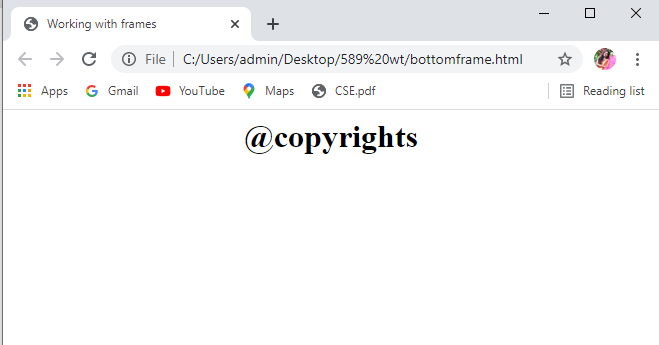 Working with frames
File C:/Users/admin/Desktop/589%20wt/bottomframe.html
Apps Gmail YouTube Maps CSE.pdf Reading list
@copyrights